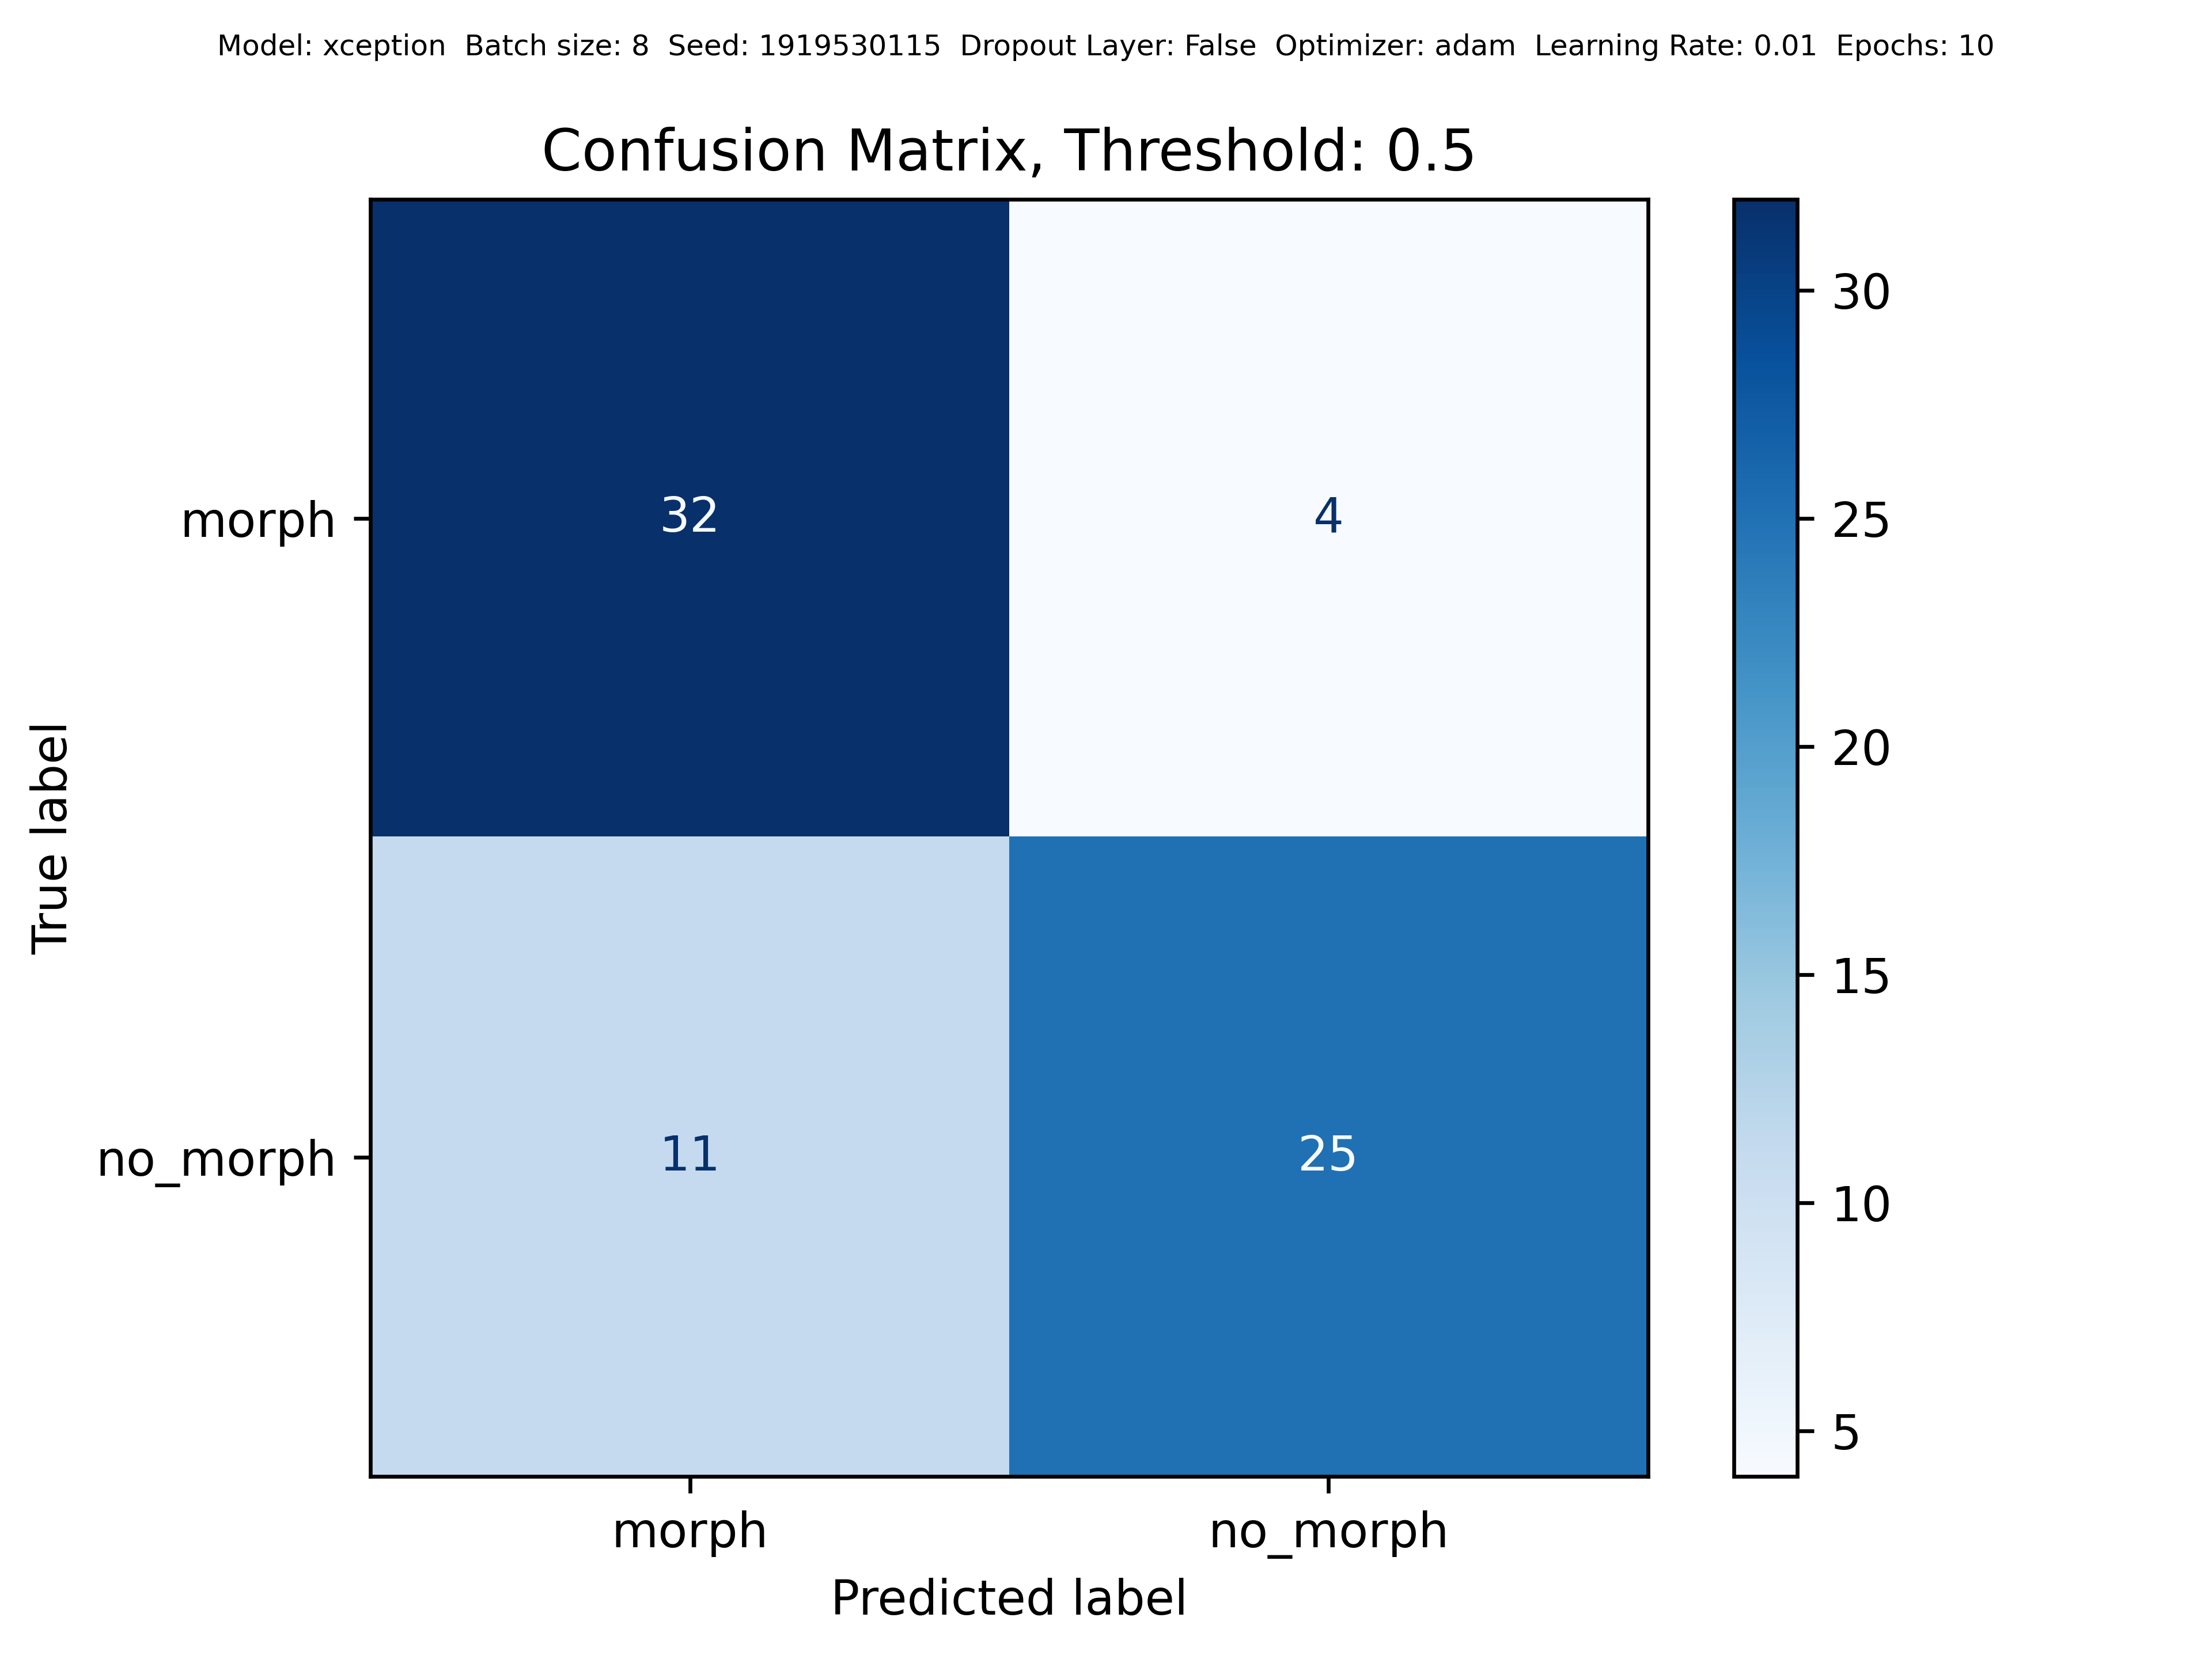 Model: xception  Batch size: 8  Seed: 1919530115  Dropout Layer: False  Optimizer: adam  Learning Rate: 0.01  Epochs: 10
Confusion Matrix, Threshold: 0.5
True label
morph
32
4
no_morph
11
25
morph
no_morph
Predicted label
30
25
20
15
10
5